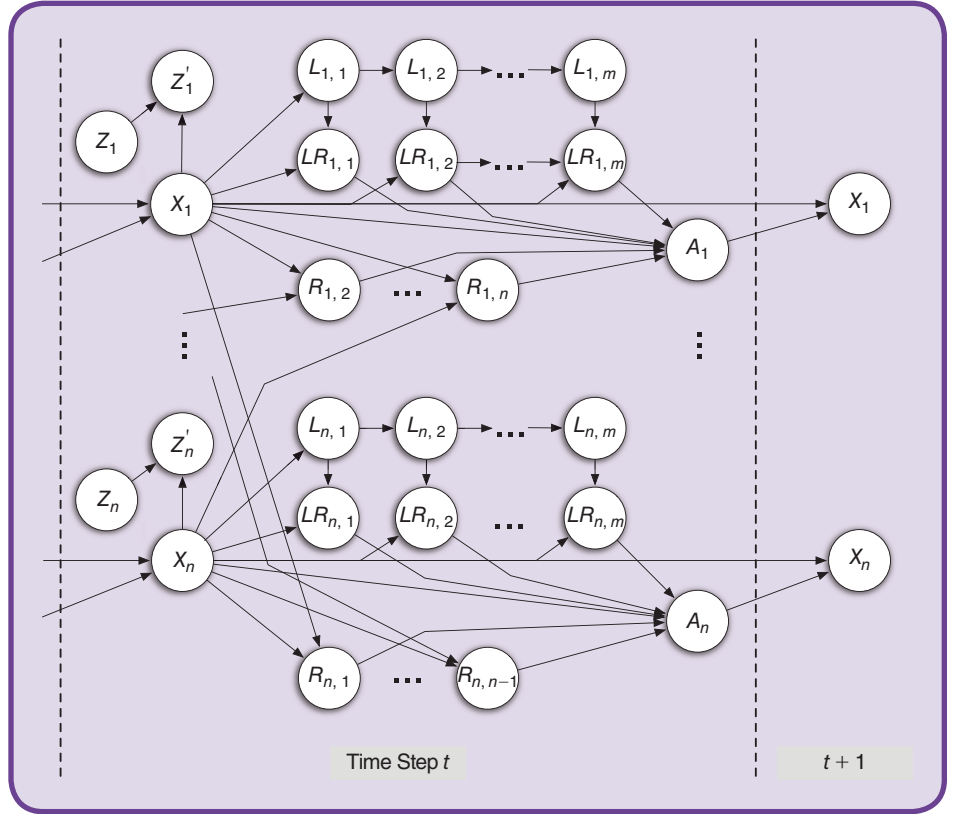 L1, 1
L1, 2
...
L1, m
Z'1
Z1
LR1, 1
LR1, 2
...
LR1, m
X1
X1
A1
R1, 2
...
R1, n
Ln, 1
Ln, 2
...
Ln, m
Z'n
Zn
LRn, 1
LRn, 2
...
LRn, m
Xn
Xn
An
Rn, 1
...
Rn, n−1
Time Step t
t + 1